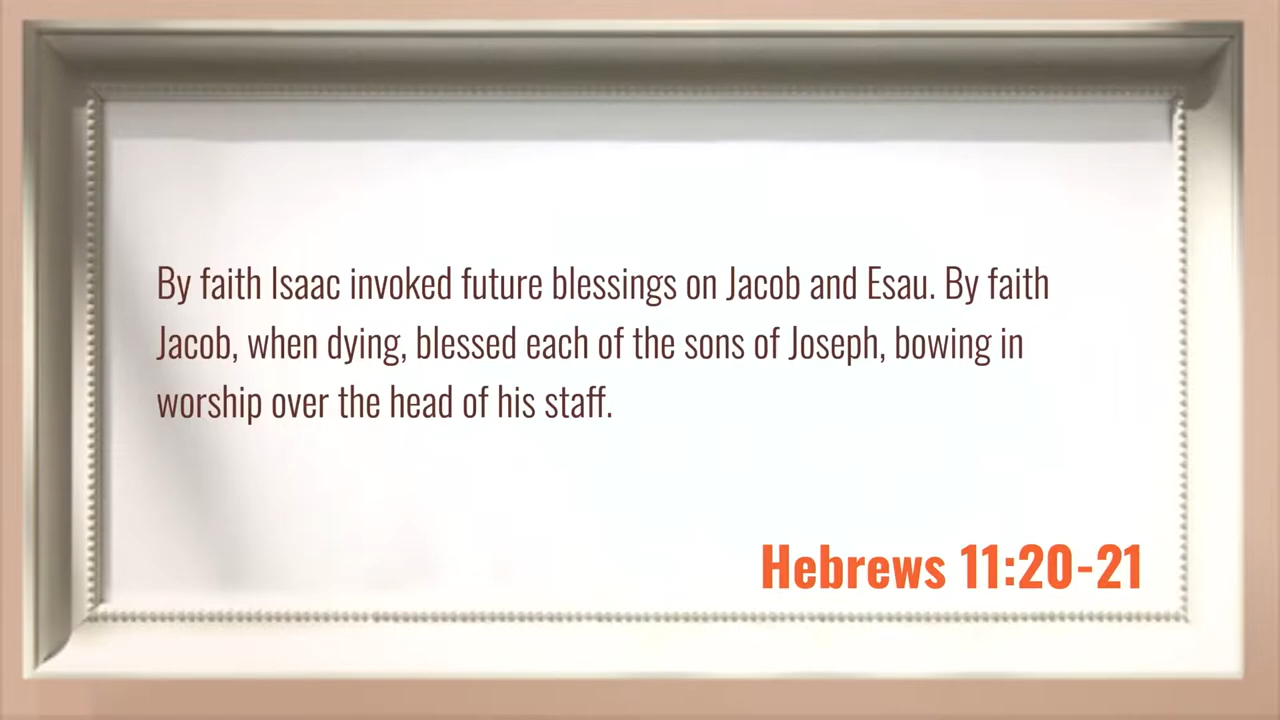 By faith Isaac invoked future blessings on Jacob and Esau. By faith
Jacob, when dying, blessed each of the sons of Joseph, bowing in
worship over the head of his staff.
Hebrews 11:20-21